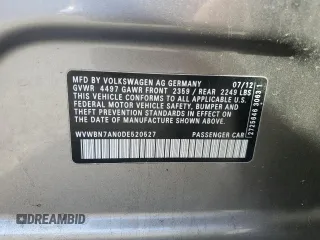 MFD BY VOLKSWAGEN AG GERMANY 07/12
GVWR 4497 GAWR FRONT 2359 / REAR 2249 LBS
THIS VEHICLE CONFORMS TO ALL APPLICABLE U.S.
FEDERAL MOTOR VEHICLE SAFETY, BUMPER AND
THEFT PREVENTION STANDARDS IN EFFECT ON THE
DATE OF MANUFACTURE SHOWN ABOVE.
WVWBN7AN0DE520627 PASSENGER CAR
DREAMBID